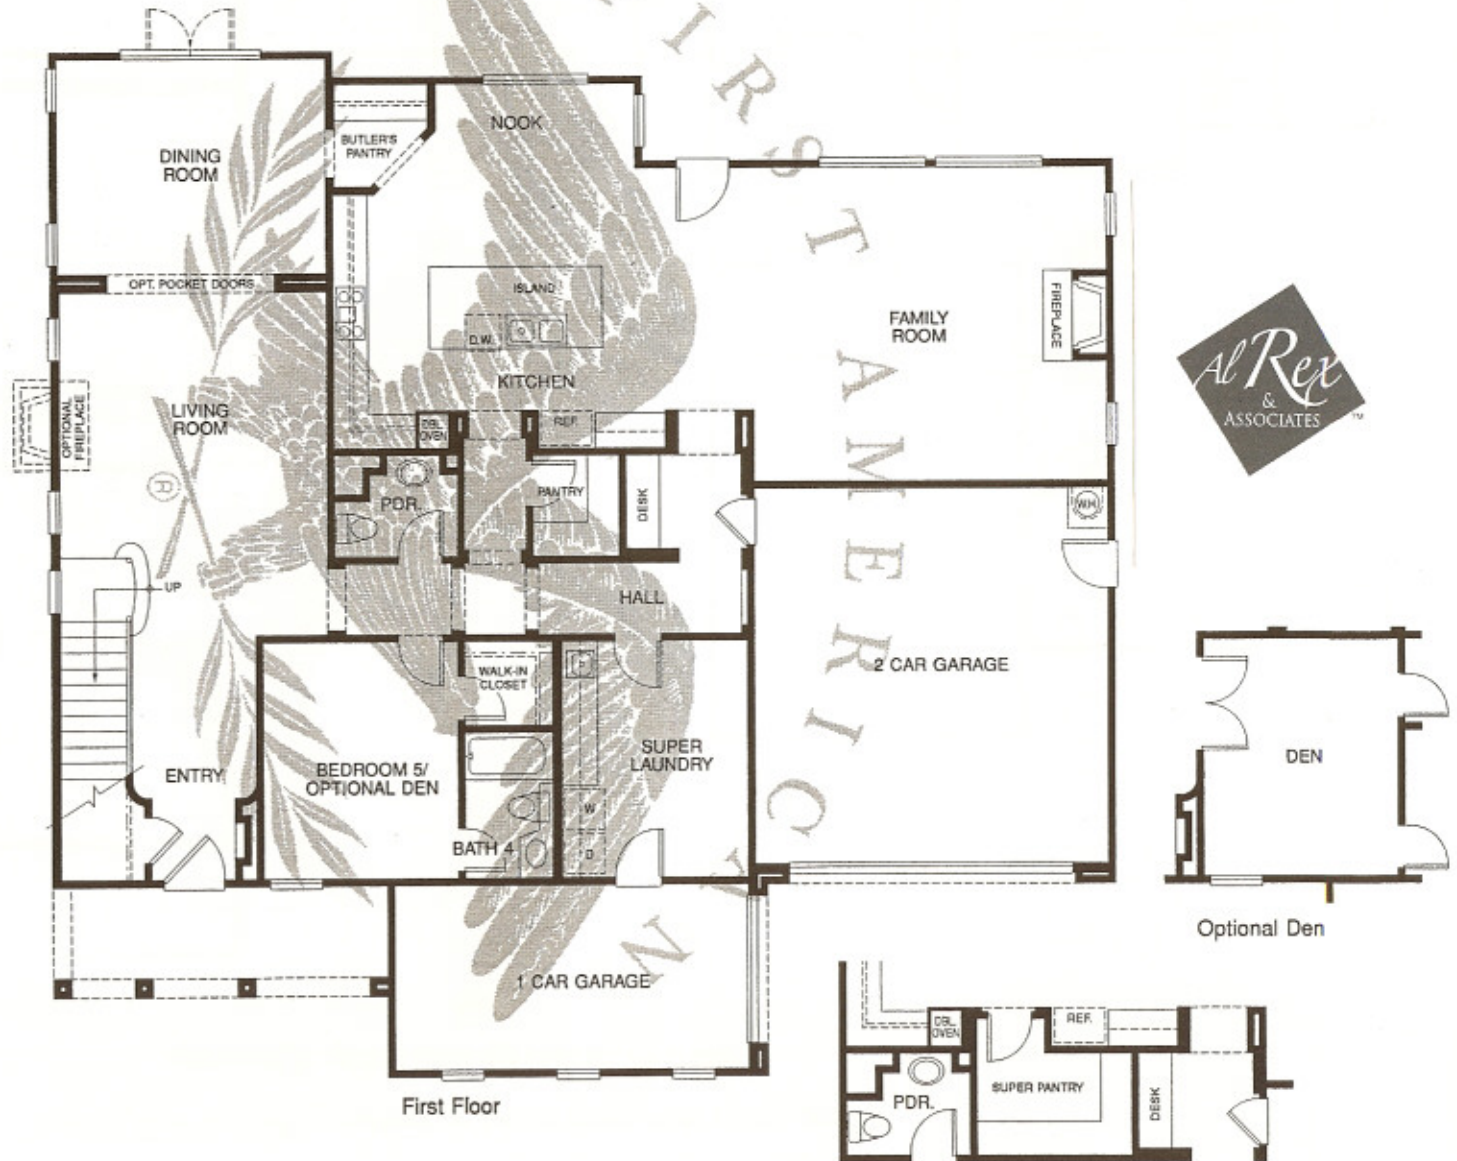 NOOK
BUTLER'S
PANTRY
DINING
ROOM
OPT. POCKET DOORS
ISLAND
D.W.
KITCHEN
FAMILY
ROOM
FIREPLACE
LIVING
ROOM
OPTIONAL
FIREPLACE
DBL.
OVEN
REF.
PDR.
PANTRY
DESK
WH
UP
HALL
WALK-IN
CLOSET
2 CAR GARAGE
SUPER
LAUNDRY
ENTRY
BEDROOM 5/
OPTIONAL DEN
W
D
BATH 4
1 CAR GARAGE
First Floor
Al Rex
&
ASSOCIATES
TM
DEN
Optional Den
DBL.
OVEN
REF.
SUPER PANTRY
PDR.
DESK
FIRST AMERICAN
®